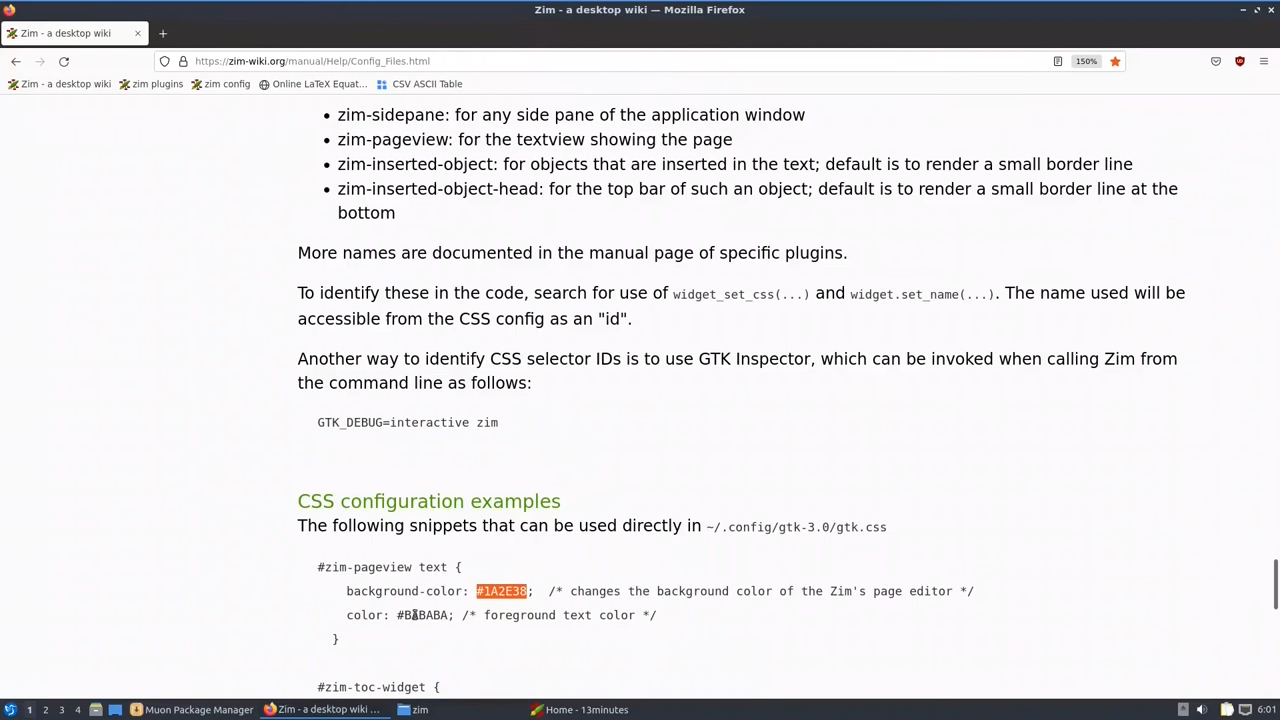 Zim - a desktop wiki — Mozilla Firefox
Zim - a desktop wiki
https://zim-wiki.org/manual/Help/Config_Files.html
150%
Zim - a desktop wiki
zim plugins
zim config
Online LaTeX Equat...
CSV ASCII Table
• zim-sidepane: for any side pane of the application window
• zim-pageview: for the textview showing the page
• zim-inserted-object: for objects that are inserted in the text; default is to render a small border line
• zim-inserted-object-head: for the top bar of such an object; default is to render a small border line at the
bottom
More names are documented in the manual page of specific plugins.
To identify these in the code, search for use of widget_set_css(...) and widget.set_name(...). The name used will be
accessible from the CSS config as an "id".
Another way to identify CSS selector IDs is to use GTK Inspector, which can be invoked when calling Zim from
the command line as follows:
GTK_DEBUG=interactive zim
CSS configuration examples
The following snippets that can be used directly in ~/.config/gtk-3.0/gtk.css
#zim-pageview text {
background-color: #1A2E38; /* changes the background color of the Zim's page editor */
color: #BABABA; /* foreground text color */
}
#zim-toc-widget {
1
2
3
4
Muon Package Manager
Zim - a desktop wiki ...
zim
Home - 13minutes
6:01